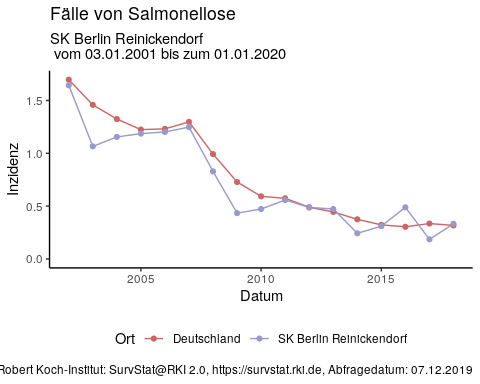 Fälle von Salmonellose
SK Berlin Reinickendorf
vom 03.01.2001 bis zum 01.01.2020
Inzidenz
1.5
1.0
0.5
0.0
2005 2010 2015
Datum
Ort Deutschland SK Berlin Reinickendorf
Robert Koch-Institut: SurvStat@RKI 2.0, https://survstat.rki.de, Abfragedatum: 07.12.2019